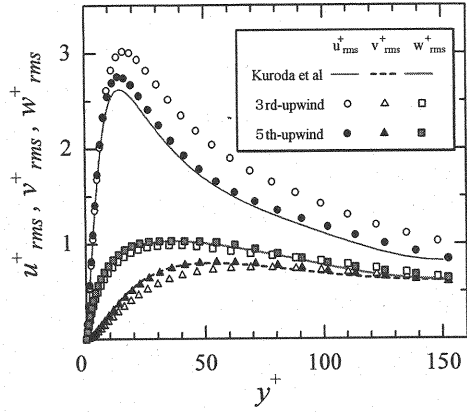 u+rms v+rms w+rms
Kuroda et al
3rd-upwind
5th-upwind
u+rms , v+rms , w+rms
3
2
1
0 50 100 150
y+